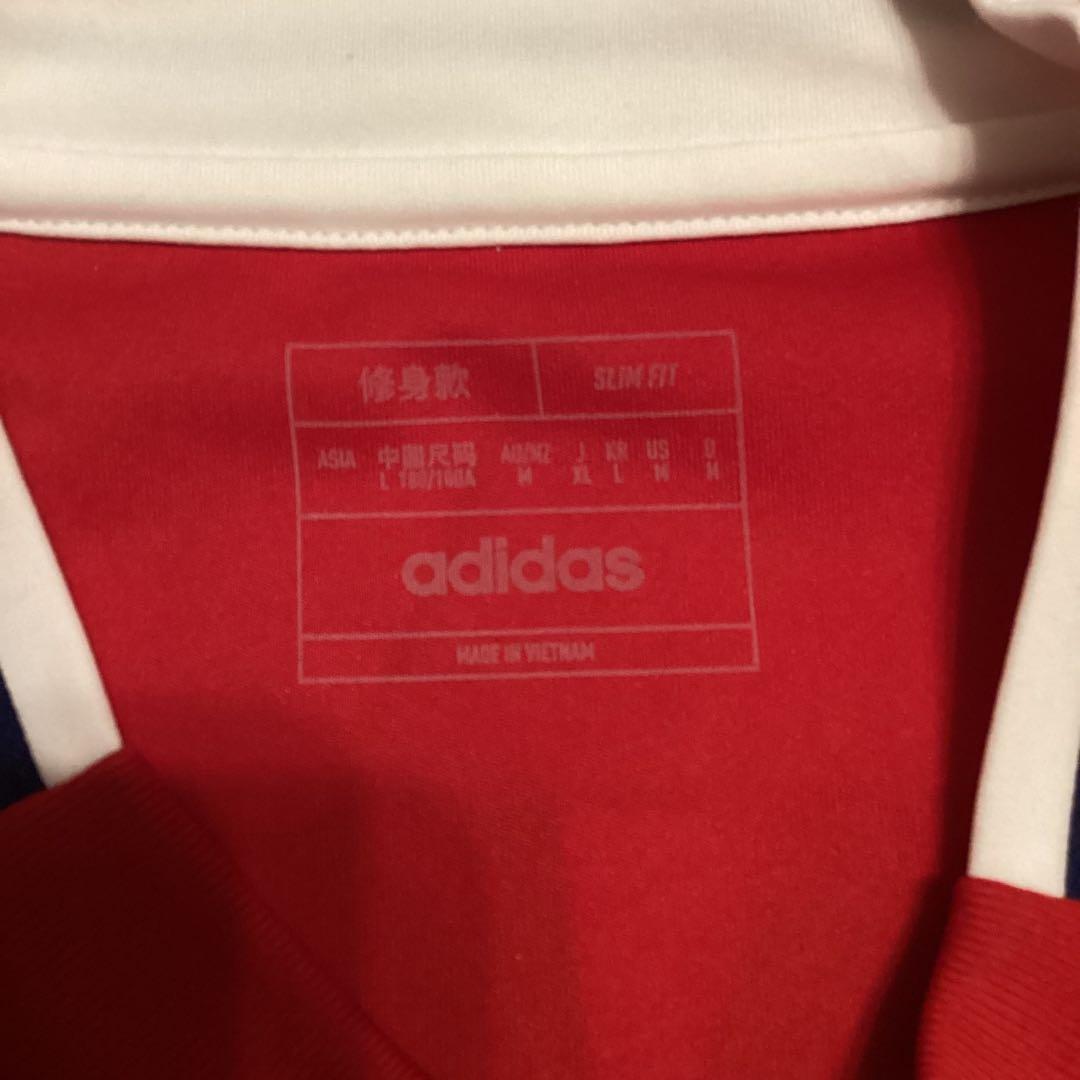 修身款 SLIM FIT
ASIA 中国尺码 AU/NZ J KR US D
L 180/100A M XL L M M
adidas
MADE IN VIETNAM